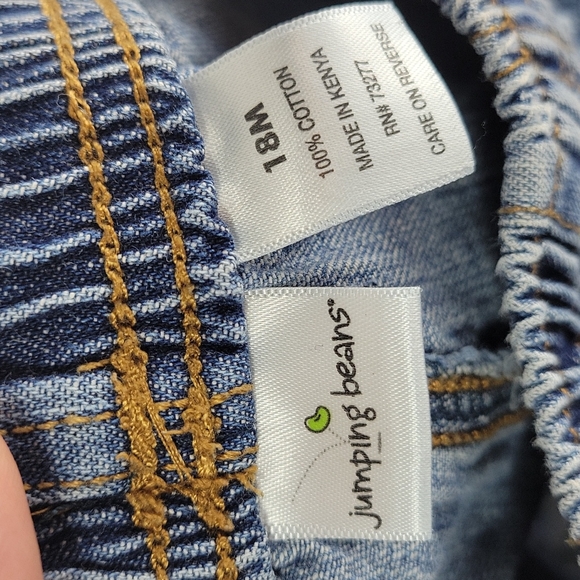 18M
100% COTTON
MADE IN KENYA
RN# 73277
CARE ON REVERSE
jumping beans®